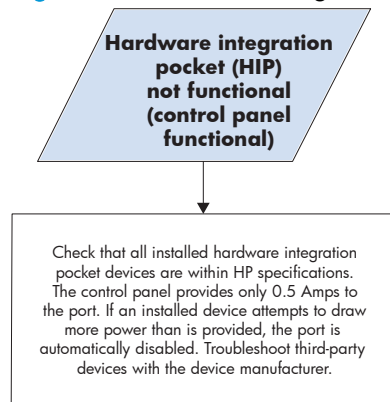 Hardware integration
pocket (HIP)
not functional
(control panel
functional)
Check that all installed hardware integration
pocket devices are within HP specifications.
The control panel provides only 0.5 Amps to
the port. If an installed device attempts to draw
more power than is provided, the port is
automatically disabled. Troubleshoot third-party
devices with the device manufacturer.